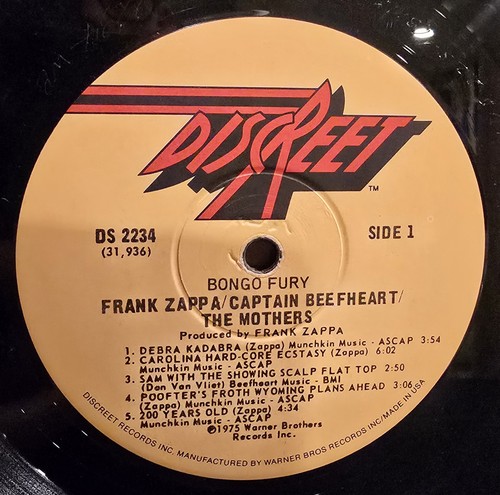 DISCREET
TM
DS 2234
SIDE 1
(31,936)
BONGO FURY
FRANK ZAPPA/CAPTAIN BEEFHEART/
THE MOTHERS
Produced by FRANK ZAPPA
1. DEBRA KADABRA (Zappa) Munchkin Music - ASCAP 3:54
2. CAROLINA HARD-CORE ECSTASY (Zappa) 6:02
Munchkin Music - ASCAP
3. SAM WITH THE SHOWING SCALP FLAT TOP 2:50
(Don Van Vliet) Beefheart Music - BMI
4. POOFTER'S FROTH WYOMING PLANS AHEAD 3:06
(Zappa) Munchkin Music - ASCAP
5. 200 YEARS OLD (Zappa) 4:34
Munchkin Music - ASCAP
℗1975 Warner Brothers
Records Inc.
DISCREET RECORDS INC. MANUFACTURED BY WARNER BROS RECORDS INC/MADE IN USA